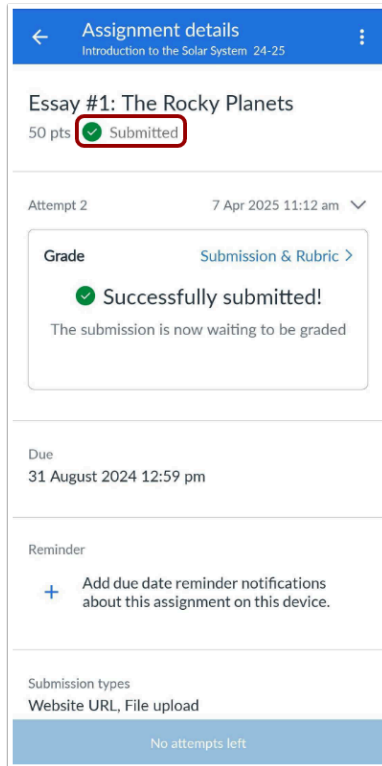 Assignment details
Introduction to the Solar System 24-25
Essay #1: The Rocky Planets
50 pts Submitted
Attempt 2 7 Apr 2025 11:12 am
Grade Submission & Rubric >
Successfully submitted!
The submission is now waiting to be graded
Due
31 August 2024 12:59 pm
Reminder
+ Add due date reminder notifications
about this assignment on this device.
Submission types
Website URL, File upload
No attempts left